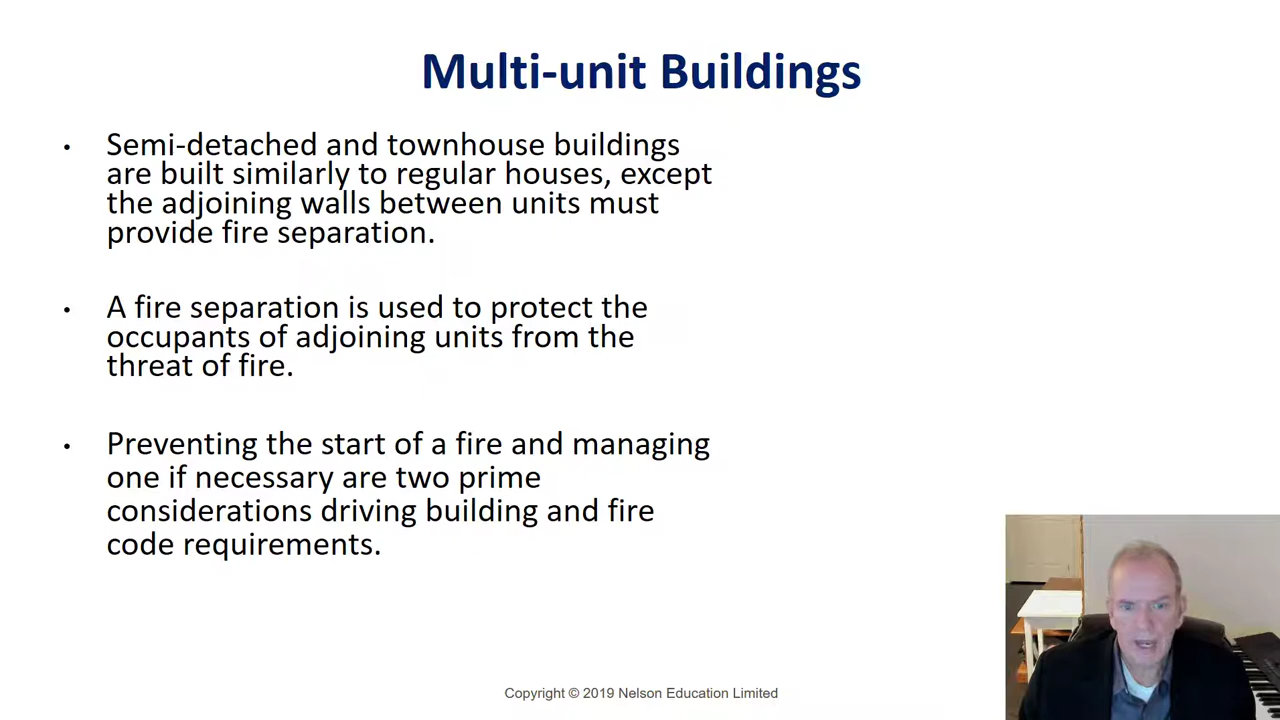 Multi-unit Buildings
• Semi-detached and townhouse buildings
are built similarly to regular houses, except
the adjoining walls between units must
provide fire separation.
• A fire separation is used to protect the
occupants of adjoining units from the
threat of fire.
• Preventing the start of a fire and managing
one if necessary are two prime
considerations driving building and fire
code requirements.
Copyright © 2019 Nelson Education Limited